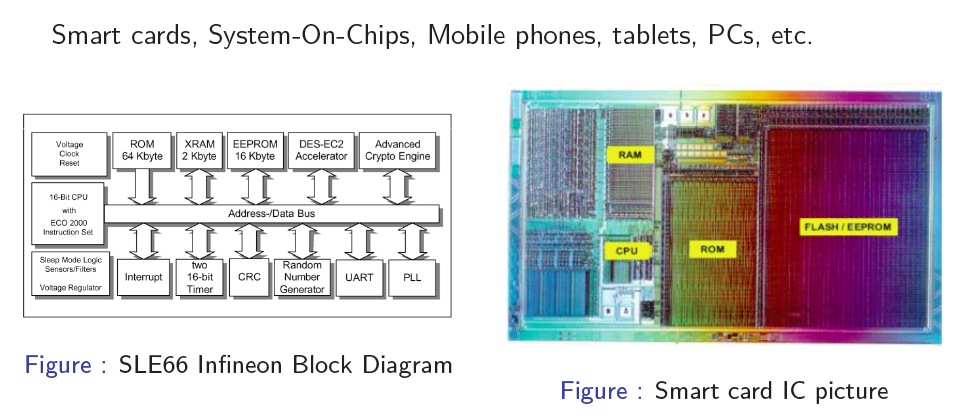 Smart cards, System-On-Chips, Mobile phones, tablets, PCs, etc.
Voltage
Clock
Reset
ROM
64 Kbyte
XRAM
2 Kbyte
EEPROM
16 Kbyte
DES-EC2
Accelerator
Advanced
Crypto Engine
16-Bit CPU
with
ECO 2000
Instruction Set
Address-/Data Bus
Sleep Mode Logic
Sensors/Filters
Voltage Regulator
Interrupt
two
16-bit
Timer
CRC
Random
Number
Generator
UART
PLL
Figure : SLE66 Infineon Block Diagram
RAM
CPU
ROM
FLASH / EEPROM
Figure : Smart card IC picture